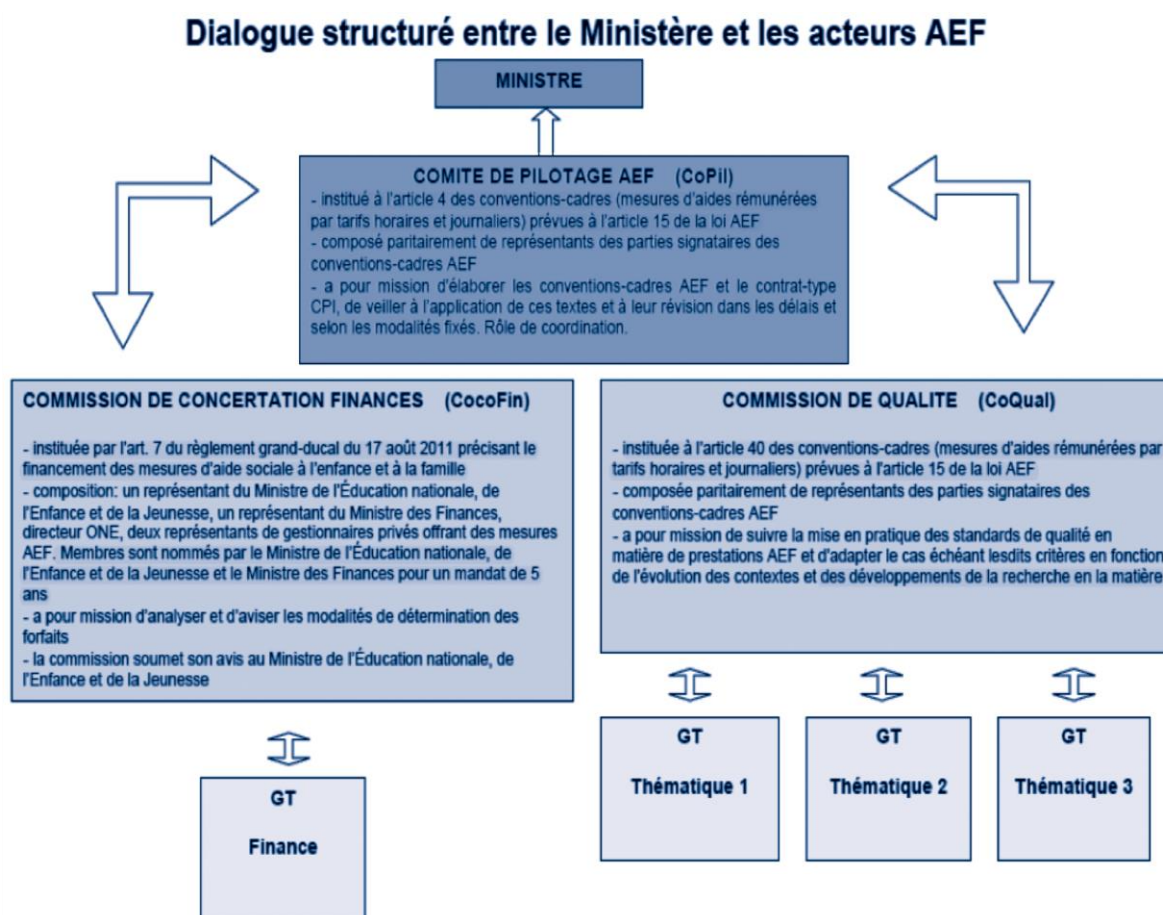 Dialogue structuré entre le Ministère et les acteurs AEF
MINISTRE
COMITE DE PILOTAGE AEF (CoPil)
- institué à l'article 4 des conventions-cadres (mesures d'aides rémunérées
par tarifs horaires et journaliers) prévues à l'article 15 de la loi AEF
- composé paritairement de représentants des parties signataires des
conventions-cadres AEF
- a pour mission d'élaborer les conventions-cadres AEF et le contrat-type
CPI, de veiller à l'application de ces textes et à leur révision dans les délais et
selon les modalités fixés. Rôle de coordination.
COMMISSION DE CONCERTATION FINANCES (CocoFin)
- instituée par l'art. 7 du règlement grand-ducal du 17 août 2011 précisant le
financement des mesures d'aide sociale à l'enfance et à la famille
- composition: un représentant du Ministre de l'Éducation nationale, de
l'Enfance et de la Jeunesse, un représentant du Ministre des Finances,
directeur ONE, deux représentants de gestionnaires privés offrant des mesures
AEF. Membres sont nommés par le Ministre de l'Éducation nationale, de
l'Enfance et de la Jeunesse et le Ministre des Finances pour un mandat de 5
ans
- a pour mission d'analyser et d'aviser les modalités de détermination des
forfaits
- la commission soumet son avis au Ministre de l'Éducation nationale, de
l'Enfance et de la Jeunesse
COMMISSION DE QUALITE (CoQual)
- instituée à l'article 40 des conventions-cadres (mesures d'aides rémunérées par
tarifs horaires et journaliers) prévues à l'article 15 de la loi AEF
- composée paritairement de représentants des parties signataires des
conventions-cadres AEF
- a pour mission de suivre la mise en pratique des standards de qualité en
matière de prestations AEF et d'adapter le cas échéant lesdits critères en fonction
de l'évolution des contextes et des développements de la recherche en la matière
GT
Finance
GT
Thématique 1
GT
Thématique 2
GT
Thématique 3